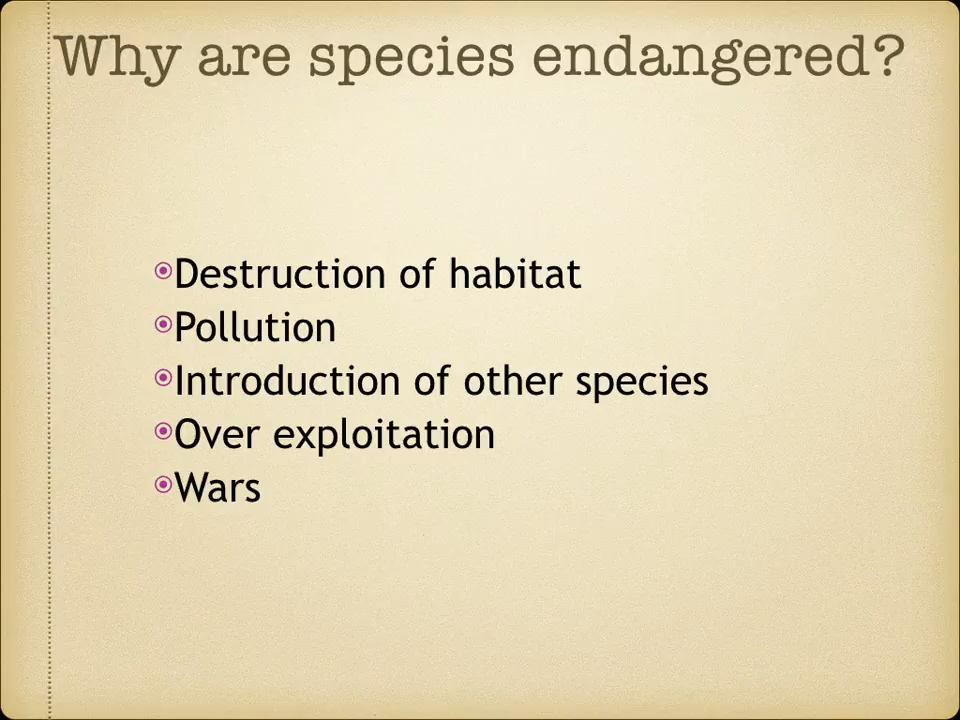 Why are species endangered?
Destruction of habitat
Pollution
Introduction of other species
Over exploitation
Wars